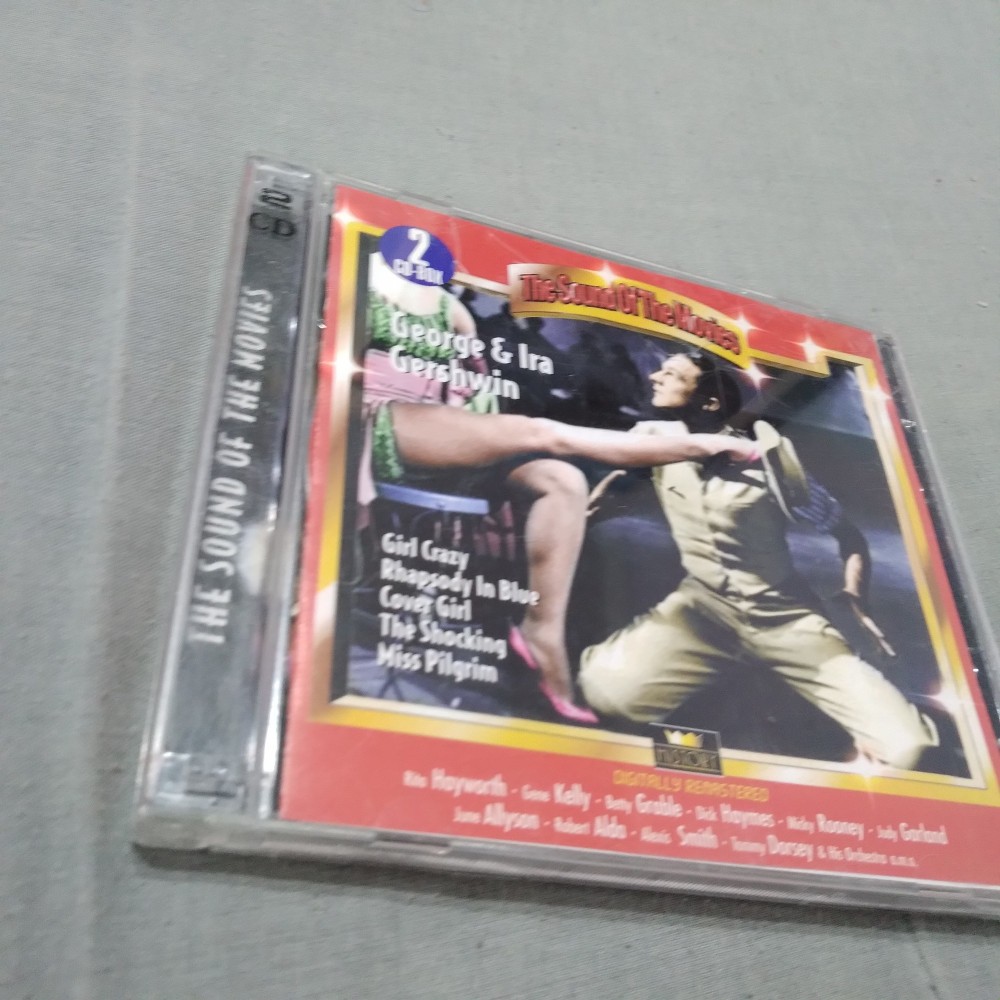 2
CD
THE SOUND OF THE MOVIES
2
CD-BOX
The Sound Of The Movies
George & Ira
Gershwin
Girl Crazy
Rhapsody In Blue
Cover Girl
The Shocking
Miss Pilgrim
HISTORY
DIGITALLY REMASTERED
Rita Hayworth - Gene Kelly - Betty Grable - Dick Haymes - Micky Rooney - Judy Garland
June Allyson - Robert Alda - Alexis Smith - Tommy Dorsey & His Orchestra a.m.o.